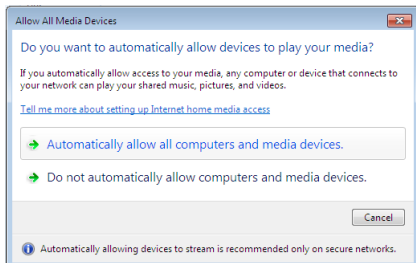 Allow All Media Devices
Do you want to automatically allow devices to play your media?
If you automatically allow access to your media, any computer or device that connects to
your network can play your shared music, pictures, and videos.
Tell me more about setting up Internet home media access
Automatically allow all computers and media devices.
Do not automatically allow computers and media devices.
Cancel
Automatically allowing devices to stream is recommended only on secure networks.